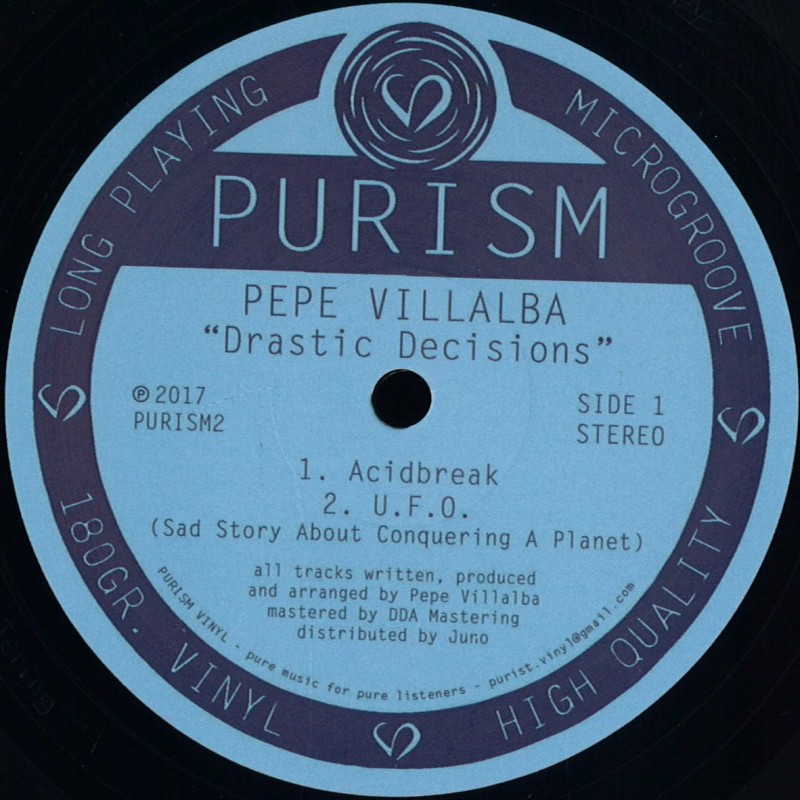 LONG PLAYING
MICROGROOVE
PURISM
PEPE VILLALBA
“Drastic Decisions”
℗ 2017
PURISM2
SIDE 1
STEREO
1. Acidbreak
2. U.F.O.
(Sad Story About Conquering A Planet)
all tracks written, produced
and arranged by Pepe Villalba
mastered by DDA Mastering
distributed by Juno
PURISM VINYL - pure music for pure listeners - purist.vinyl@gmail.com
180GR. VINYL
HIGH QUALITY